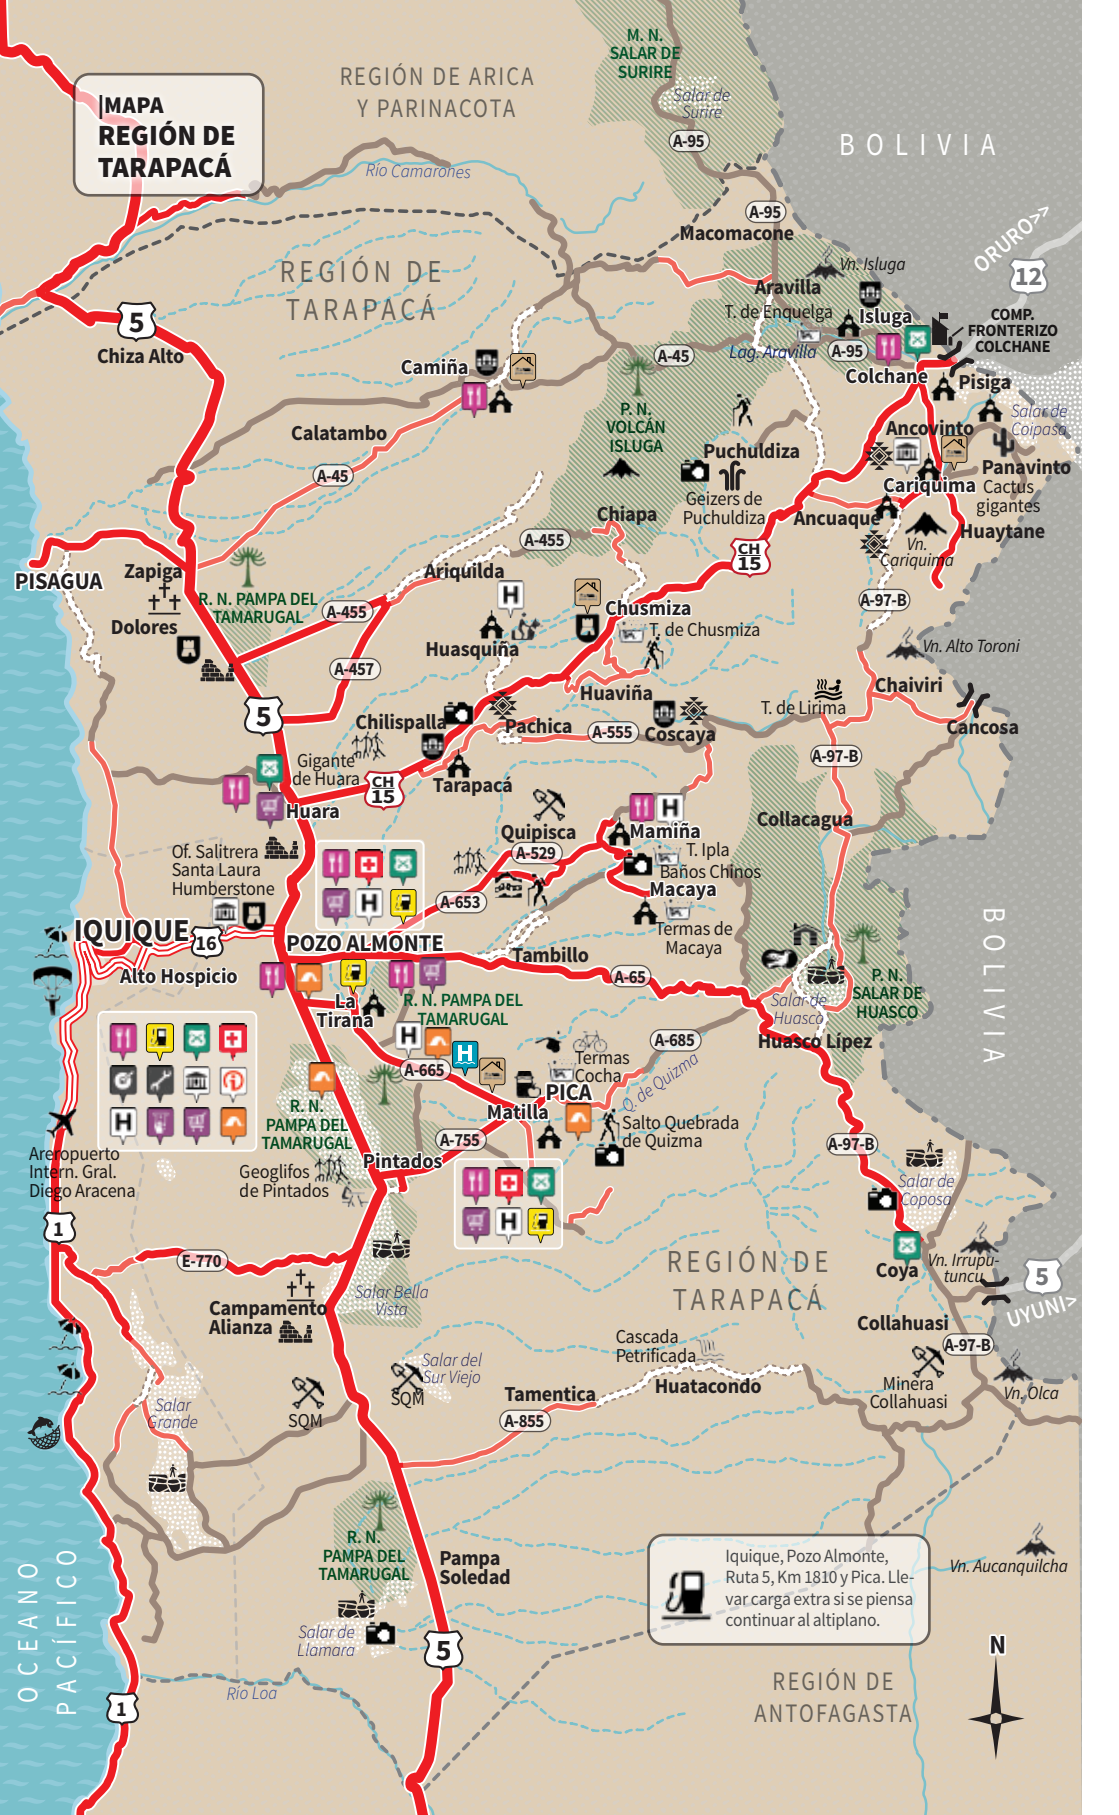 |MAPA
REGIÓN DE
TARAPACÁ
REGIÓN DE ARICA
Y PARINACOTA
M. N.
SALAR DE
SURIRE
Salar de
Surire
A-95
BOLIVIA
Río Camarones
A-95
Macomacone
ORURO>>
12
REGIÓN DE
TARAPACÁ
Vn. Isluga
Aravilla
T. de Enquelga
Isluga
COMP.
FRONTERIZO
COLCHANE
5
Chiza Alto
Lag. Aravilla
A-95
A-45
Camiña
Colchane
Pisiga
P. N.
VOLCÁN
ISLUGA
Salar de
Coipasa
Calatambo
Ancovinto
A-45
Puchuldiza
Panavinto
Cactus
gigantes
Cariquima
Geizers de
Puchuldiza
Chiapa
Ancuaque
Huaytane
A-455
CH
15
Vn.
Cariquima
PISAGUA
Zapiga
Ariquilda
R. N. PAMPA DEL
TAMARUGAL
A-455
Chusmiza
A-97-B
Dolores
T. de Chusmiza
Huasquiña
Vn. Alto Toroni
A-457
Chaiviri
Huaviña
T. de Lirima
5
Chilispalla
Pachica
A-555
Coscaya
Cancosa
Gigante
de Huara
A-97-B
CH
15
Tarapacá
Huara
Quipisca
Mamiña
Collacagua
Of. Salitrera
Santa Laura
Humberstone
A-529
T. Ipla
Baños Chinos
Macaya
A-653
IQUIQUE
16
POZO ALMONTE
Termas de
Macaya
BOLIVIA
Tambillo
Alto Hospicio
A-65
P. N.
SALAR DE
HUASCO
La
Tirana
R. N. PAMPA DEL
TAMARUGAL
Salar de
Huasco
A-685
Huasco Lípez
Termas
Cocha
A-665
Q. de Quizma
PICA
Matilla
R. N.
PAMPA DEL
TAMARUGAL
Salto Quebrada
de Quizma
A-755
A-97-B
Areropuerto
Intern. Gral.
Diego Aracena
Pintados
Geoglifos
de Pintados
Salar de
Coposa
1
E-770
REGIÓN DE
TARAPACÁ
Coya
Vn. Irrupu-
tuncu
5
UYUNI>
Salar Bella
Vista
Campamento
Alianza
Collahuasi
A-97-B
Cascada
Petrificada
Salar del
Sur Viejo
Huatacondo
Minera
Collahuasi
Vn. Olca
SQM
SQM
Tamentica
A-855
Salar
Grande
R. N.
PAMPA DEL
TAMARUGAL
Pampa
Soledad
Iquique, Pozo Almonte,
Ruta 5, Km 1810 y Pica. Lle-
var carga extra si se piensa
continuar al altiplano.
Vn. Aucanquilcha
OCEANO
PACÍFICO
Salar de
Llamara
5
N
Río Loa
1
REGIÓN DE
ANTOFAGASTA
H
H
H
H
H
H
H